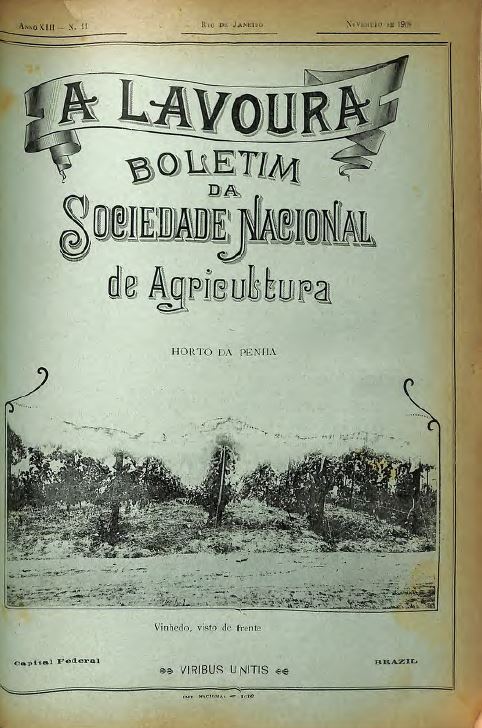 ANNO XIII — N. 11
RIO DE JANEIRO
NOVEMBRO DE
A LAVOURA
BOLETIM
DA
SOCIEDADE NACIONAL
de Agricultura
HORTO DA PENHA
Vinhedo, visto de frente
Capital Federal
BRAZIL
VIRIBUS UNITIS